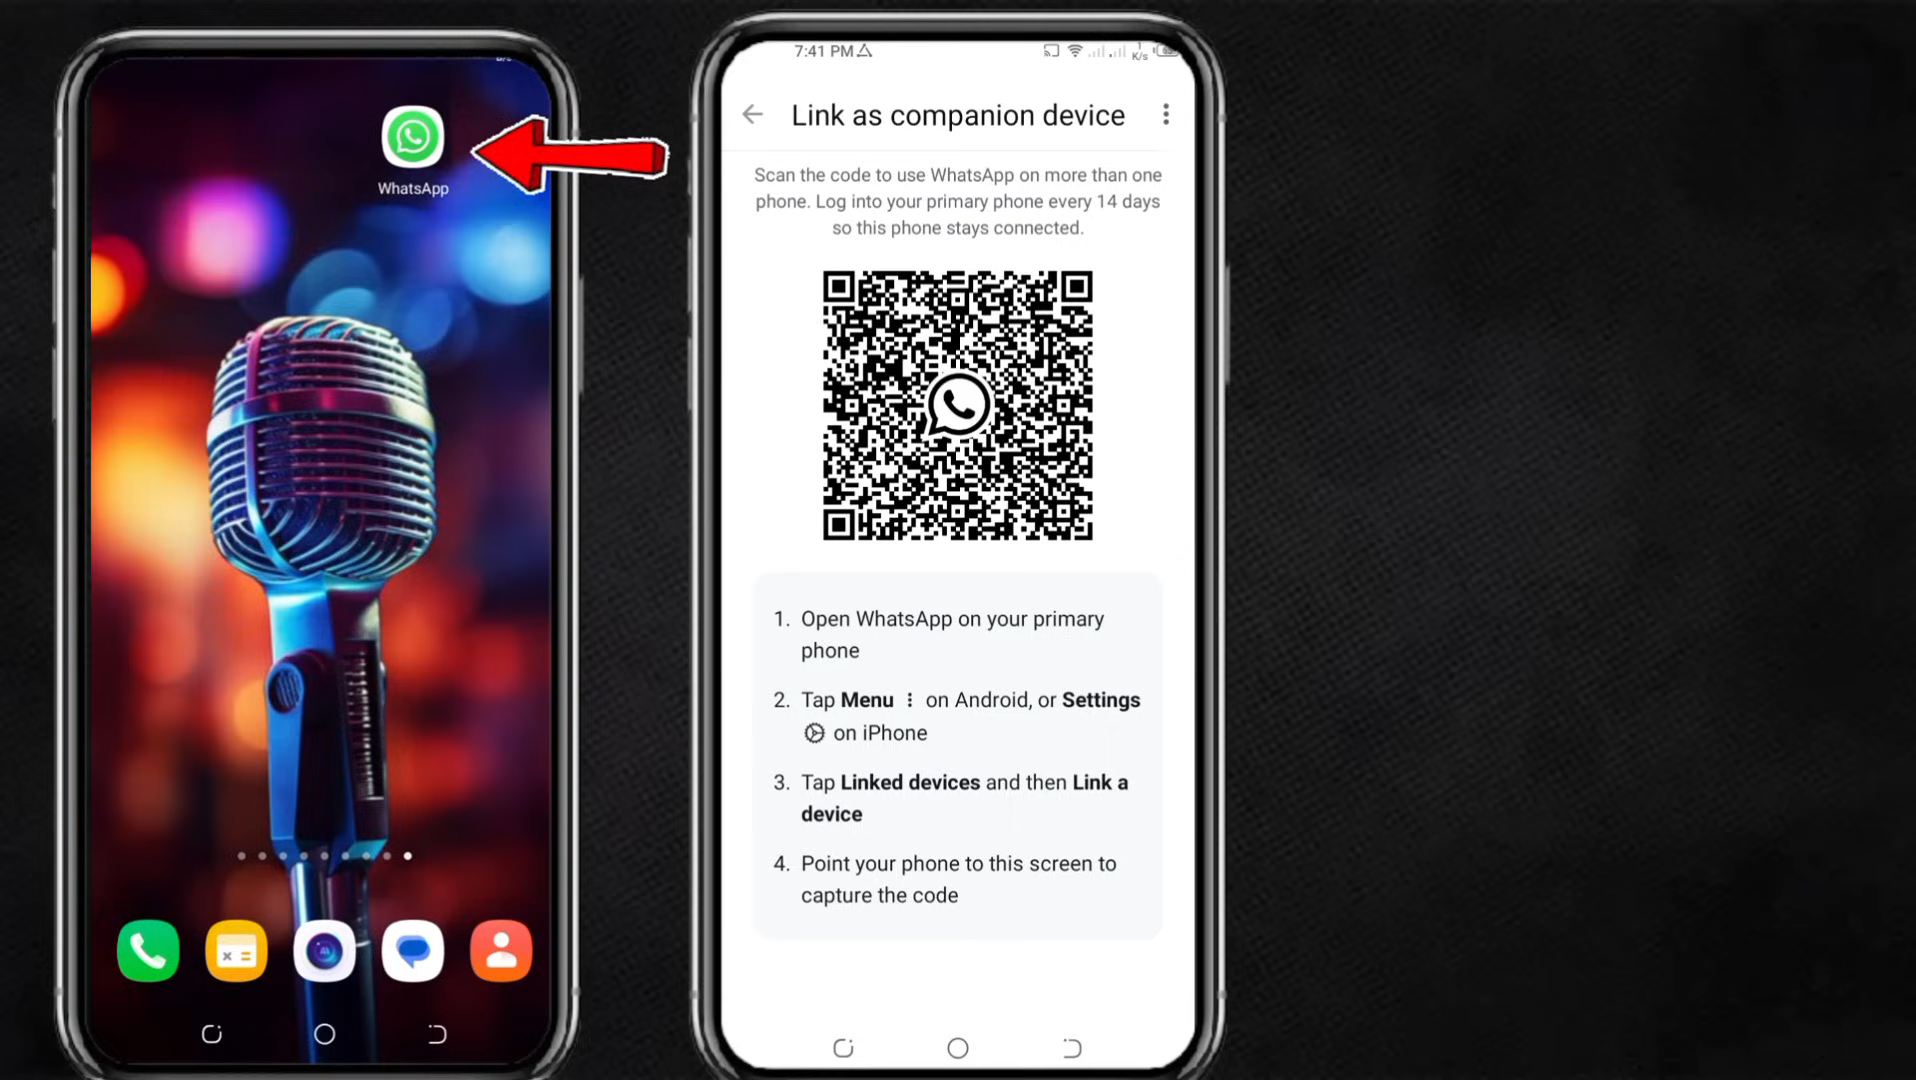 WhatsApp
7:41 PM
K/s
Link as companion device
Scan the code to use WhatsApp on more than one
phone. Log into your primary phone every 14 days
so this phone stays connected.
1. Open WhatsApp on your primary
phone
2. Tap Menu ⋮ on Android, or Settings
on iPhone
3. Tap Linked devices and then Link a
device
4. Point your phone to this screen to
capture the code